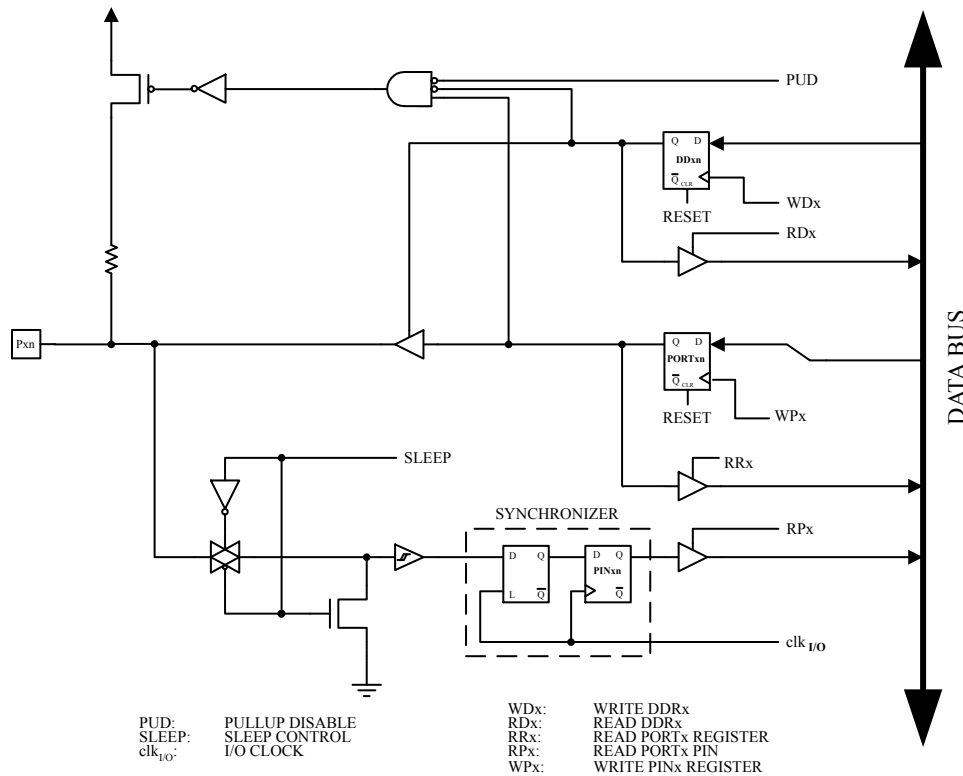 PUD
Q D
DDxn
Q CLR
WDx
RESET
RDx
Pxn
Q D
PORTxn
Q CLR
RESET
WPx
DATA BUS
SLEEP
RRx
SYNCHRONIZER
RPx
D Q
D Q
PINxn
L Q
Q
clk I/O
PUD: PULLUP DISABLE
SLEEP: SLEEP CONTROL
clkI/O: I/O CLOCK
WDx: WRITE DDRx
RDx: READ DDRx
RRx: READ PORTx REGISTER
RPx: READ PORTx PIN
WPx: WRITE PINx REGISTER